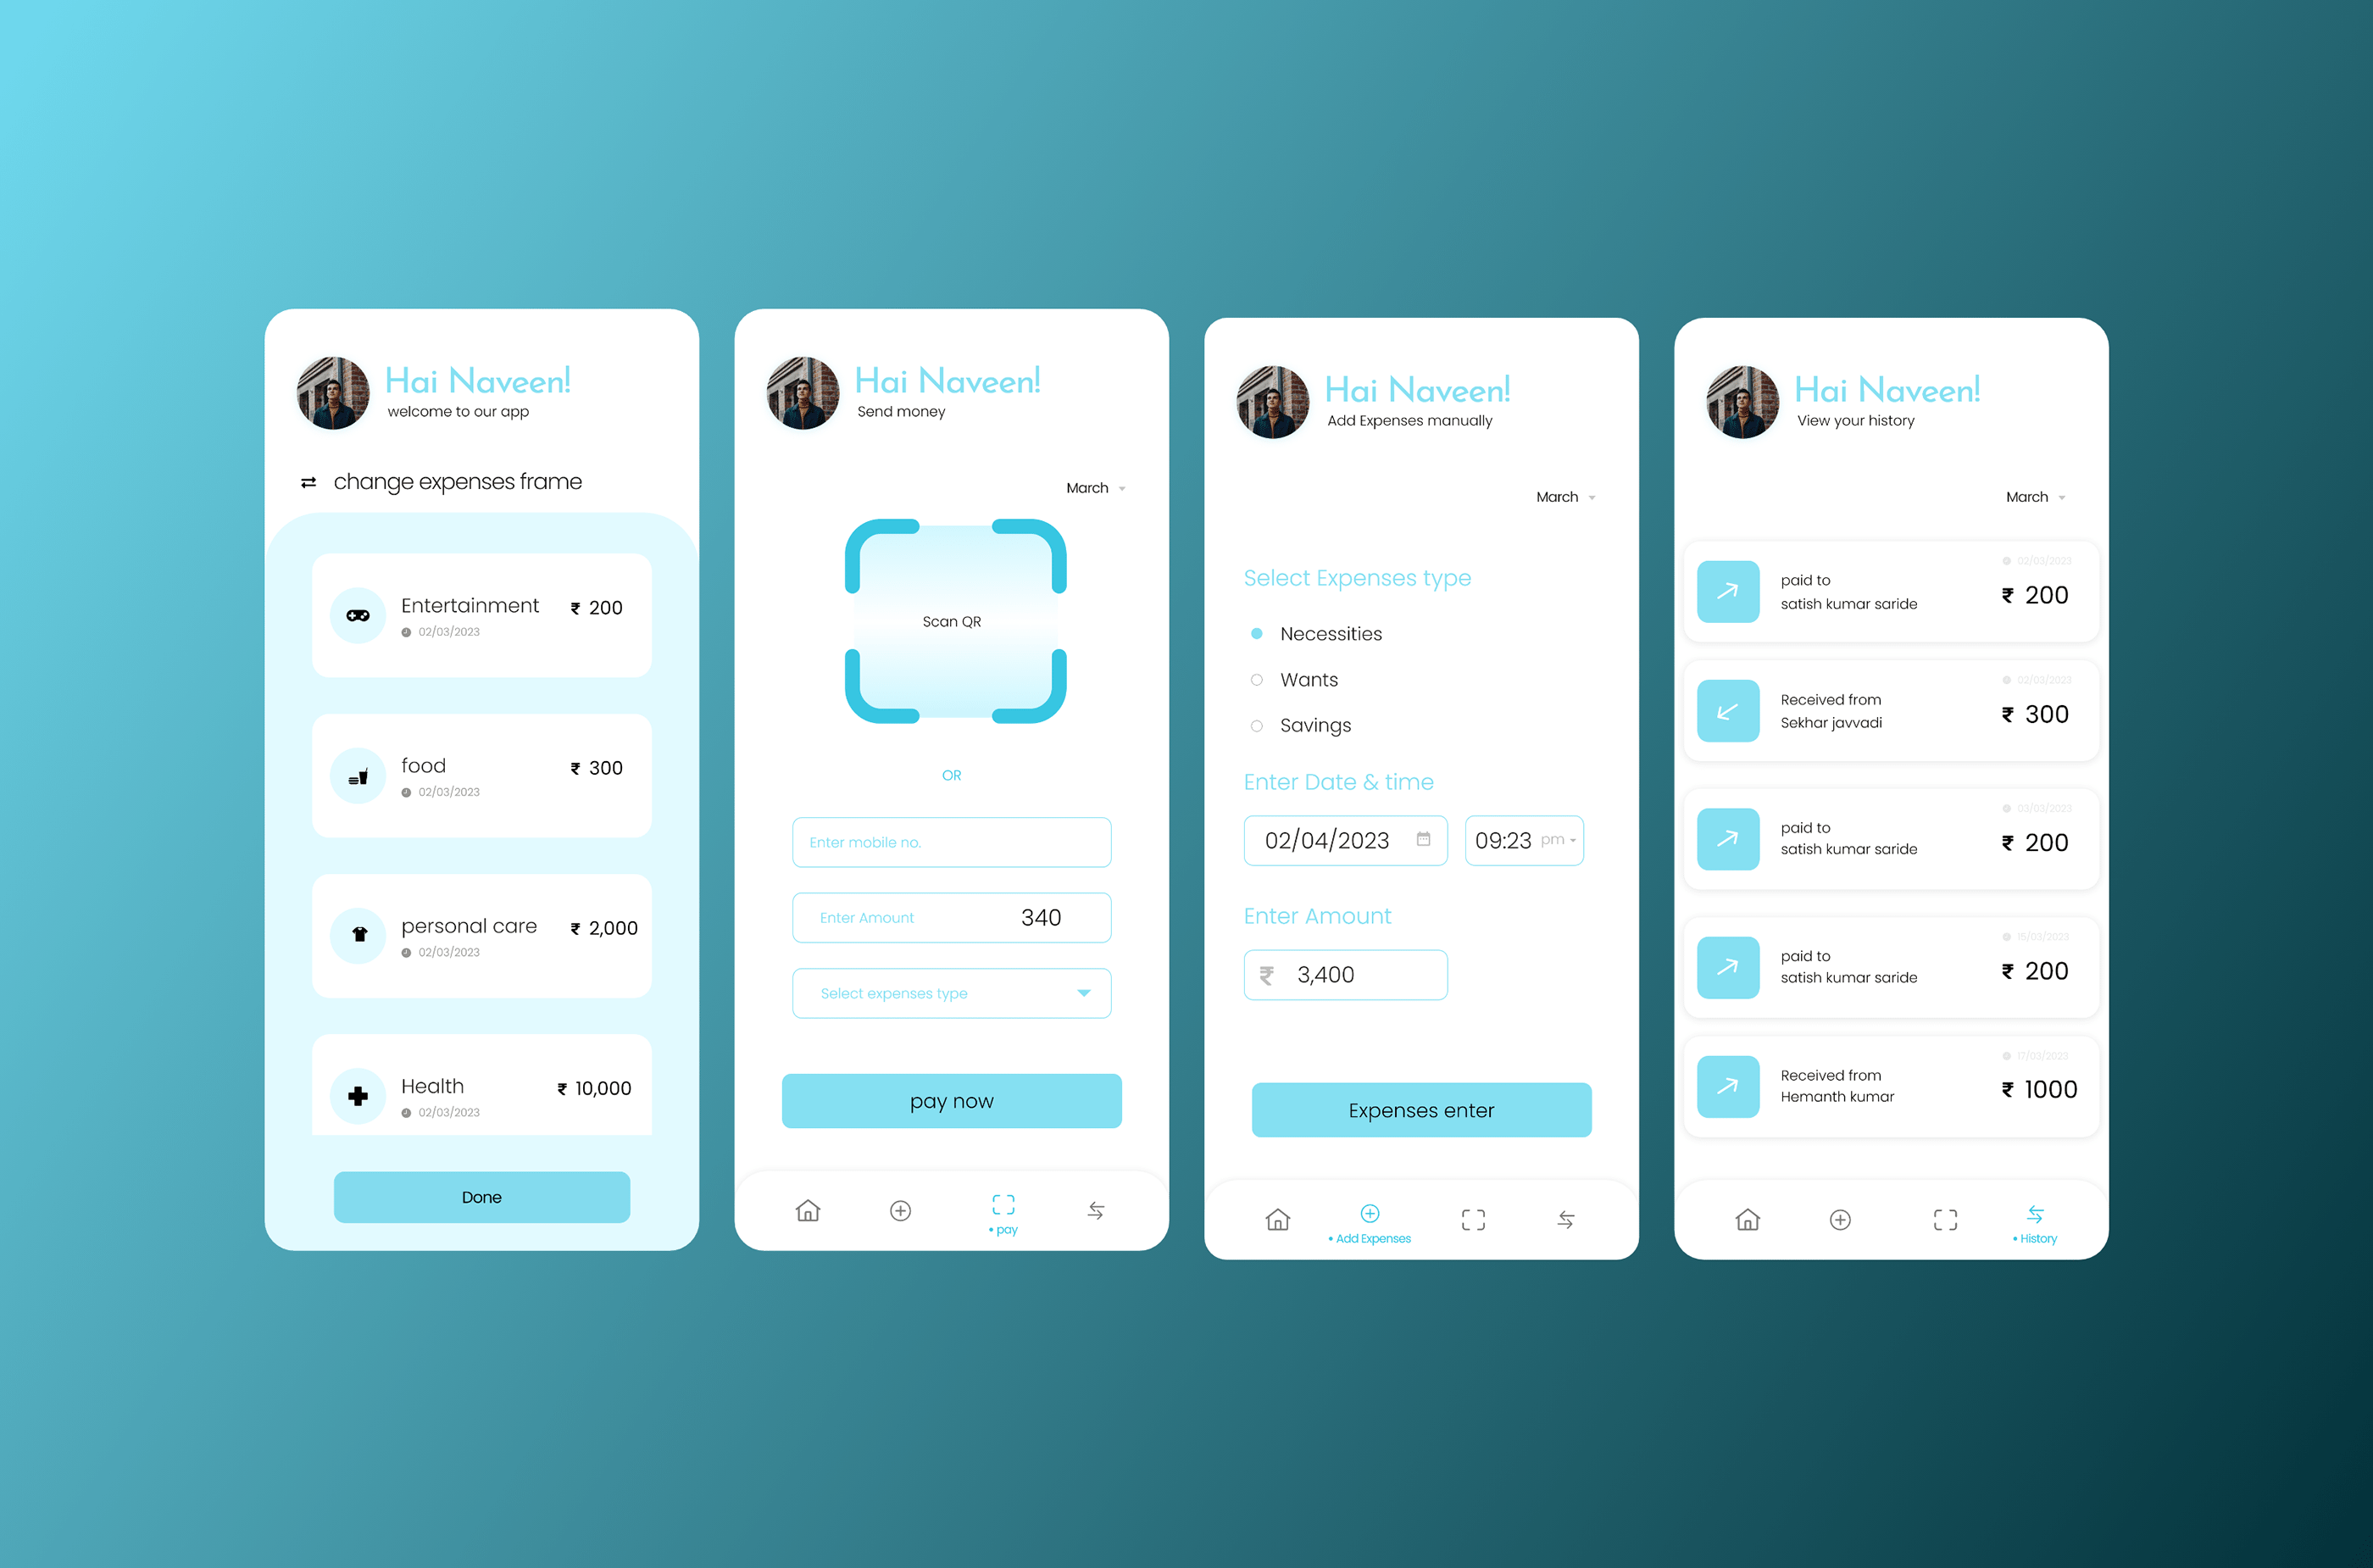 Hai Naveen!
welcome to our app
change expenses frame
Entertainment
₹ 200
02/03/2023
food
₹ 300
02/03/2023
personal care
₹ 2,000
02/03/2023
Health
₹ 10,000
02/03/2023
Done
Hai Naveen!
Send money
March
Scan QR
OR
Enter mobile no.
Enter Amount 340
Select expenses type
pay now
• pay
Hai Naveen!
Add Expenses manually
March
Select Expenses type
Necessities
Wants
Savings
Enter Date & time
02/04/2023 09:23 pm
Enter Amount
₹ 3,400
Expenses enter
• Add Expenses
Hai Naveen!
View your history
March
02/03/2023
paid to
satish kumar saride
₹ 200
02/03/2023
Received from
Sekhar javvadi
₹ 300
03/03/2023
paid to
satish kumar saride
₹ 200
15/03/2023
paid to
satish kumar saride
₹ 200
17/03/2023
Received from
Hemanth kumar
₹ 1000
• History